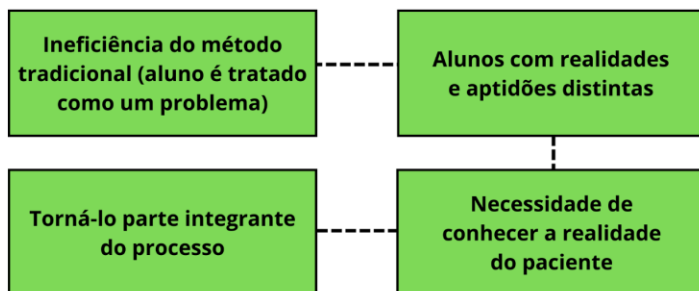 Ineficiência do método
tradicional (aluno é tratado
como um problema)
Alunos com realidades
e aptidões distintas
Necessidade de
conhecer a realidade
do paciente
Torná-lo parte integrante
do processo